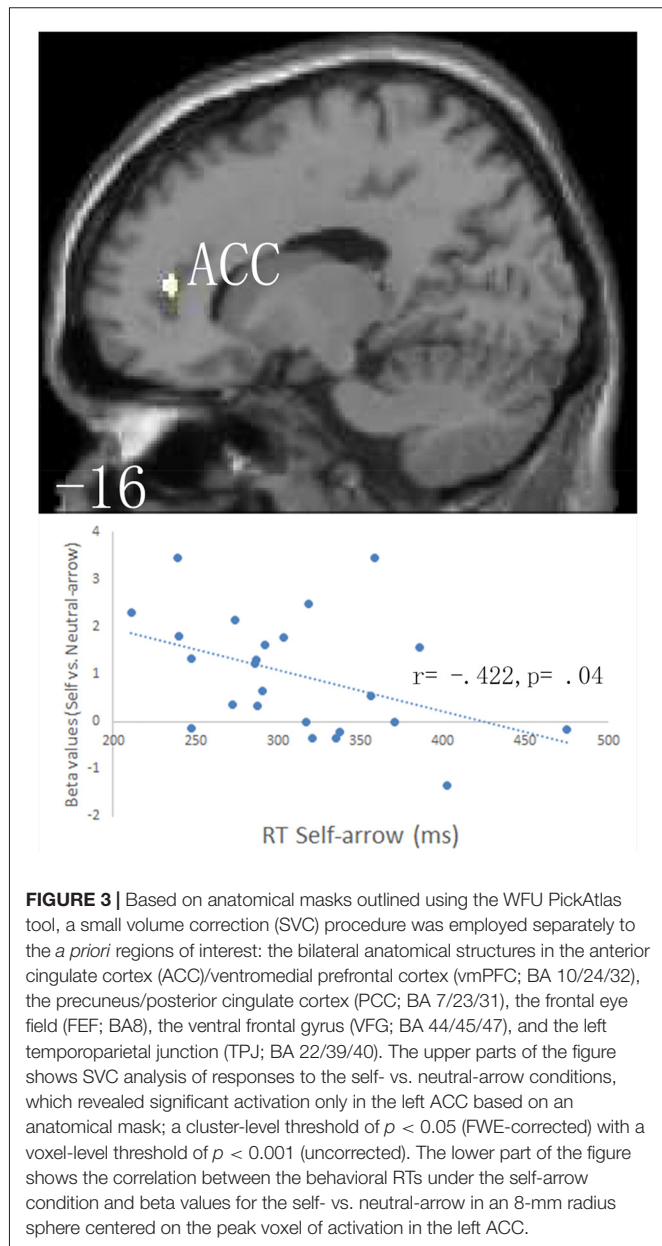 ACC
-16
4
3
2
1
0
-1
-2
200
250
300
350
400
450
500
Beta values (Self vs. Neutral-arrow)
r= -.422, p= .04
RT Self-arrow (ms)
FIGURE 3 | Based on anatomical masks outlined using the WFU PickAtlas
tool, a small volume correction (SVC) procedure was employed separately to
the a priori regions of interest: the bilateral anatomical structures in the anterior
cingulate cortex (ACC)/ventromedial prefrontal cortex (vmPFC; BA 10/24/32),
the precuneus/posterior cingulate cortex (PCC; BA 7/23/31), the frontal eye
field (FEF; BA8), the ventral frontal gyrus (VFG; BA 44/45/47), and the left
temporoparietal junction (TPJ; BA 22/39/40). The upper parts of the figure
shows SVC analysis of responses to the self- vs. neutral-arrow conditions,
which revealed significant activation only in the left ACC based on an
anatomical mask; a cluster-level threshold of p < 0.05 (FWE-corrected) with a
voxel-level threshold of p < 0.001 (uncorrected). The lower part of the figure
shows the correlation between the behavioral RTs under the self-arrow
condition and beta values for the self- vs. neutral-arrow in an 8-mm radius
sphere centered on the peak voxel of activation in the left ACC.